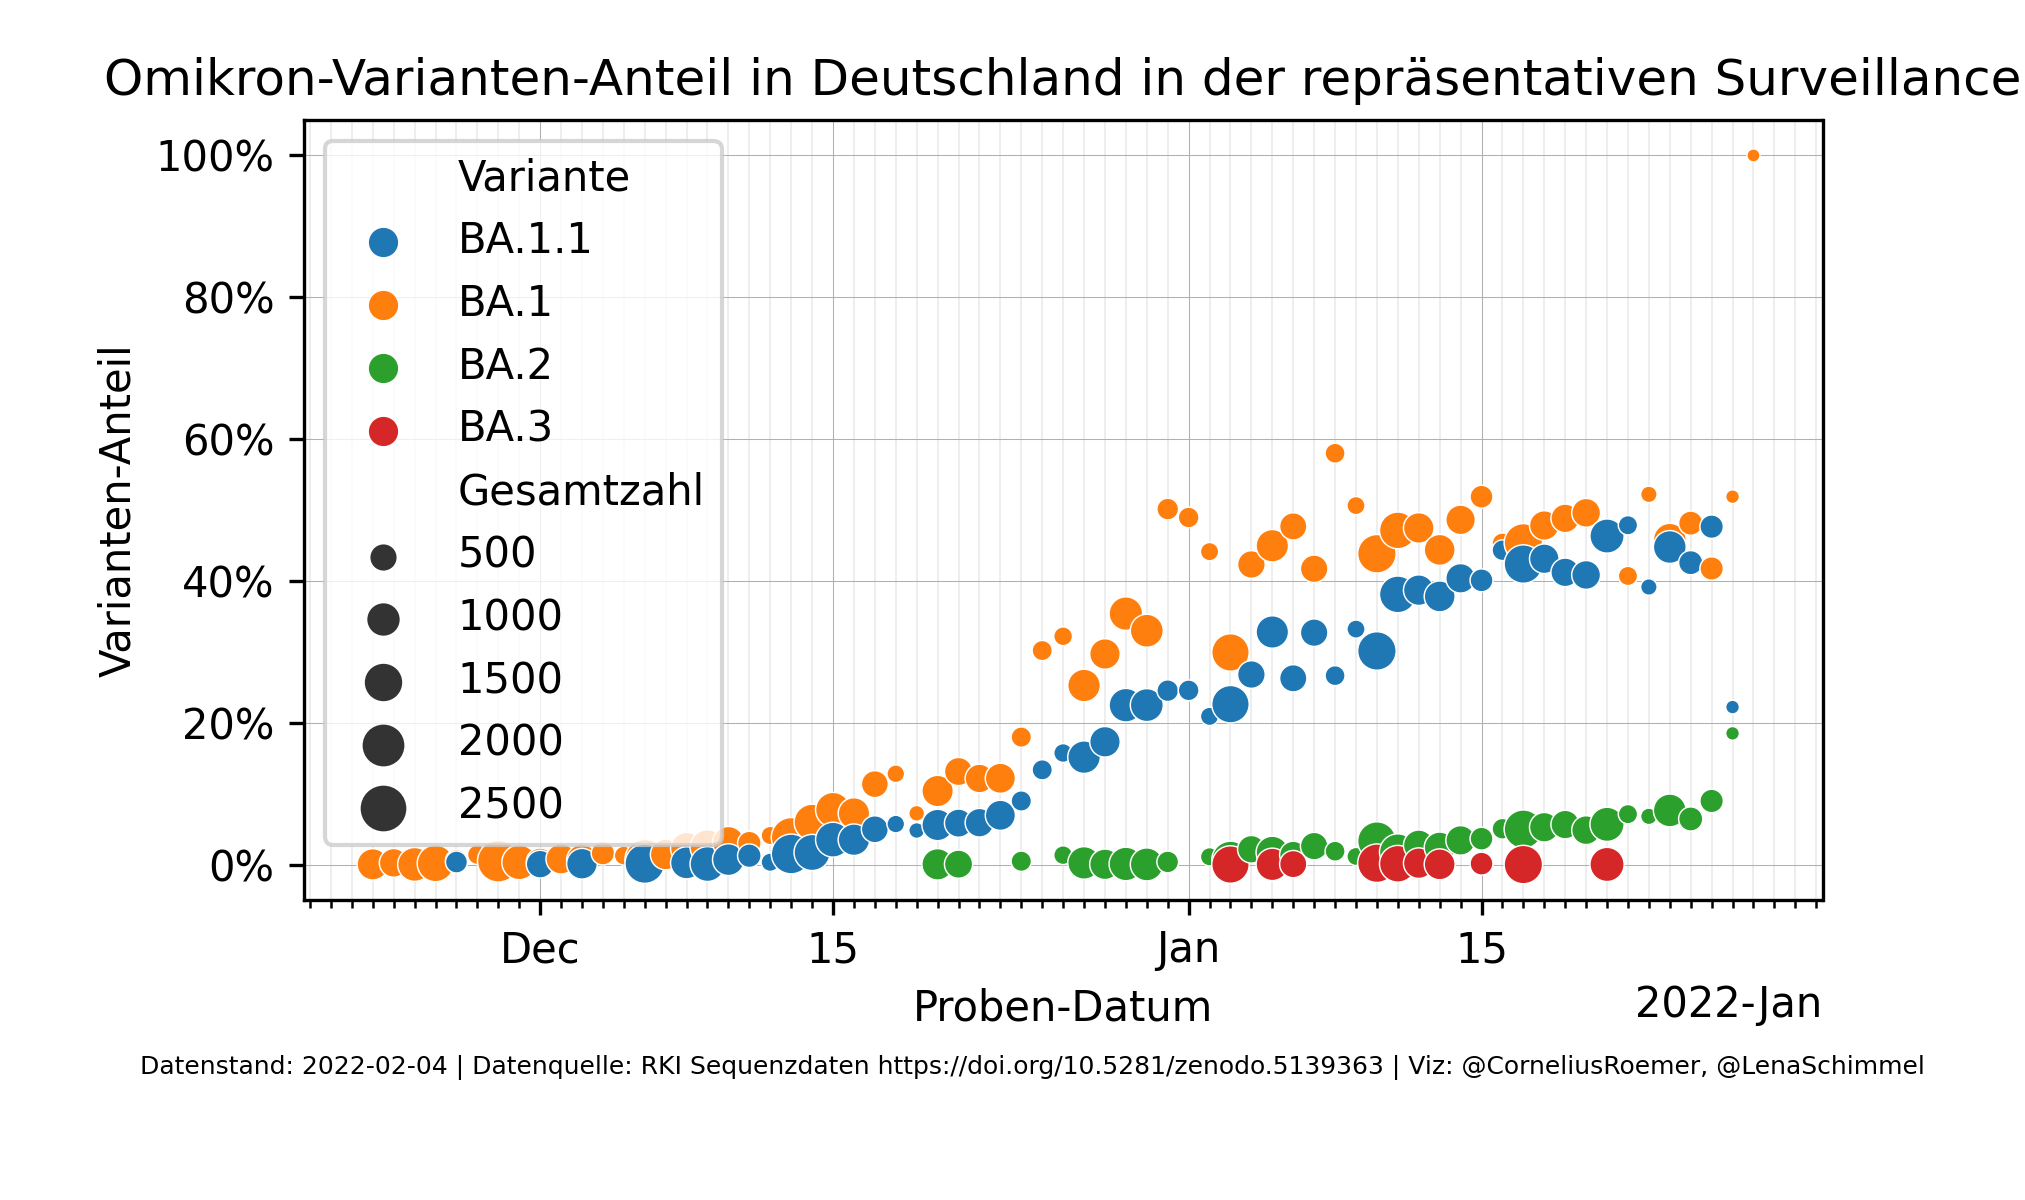 Omikron-Varianten-Anteil in Deutschland in der repräsentativen Surveillance
Varianten-Anteil
100%
80%
60%
40%
20%
0%
Variante
BA.1.1
BA.1
BA.2
BA.3
Gesamtzahl
500
1000
1500
2000
2500
Dec
15
Jan
15
Proben-Datum
2022-Jan
Datenstand: 2022-02-04 | Datenquelle: RKI Sequenzdaten https://doi.org/10.5281/zenodo.5139363 | Viz: @CorneliusRoemer, @LenaSchimmel